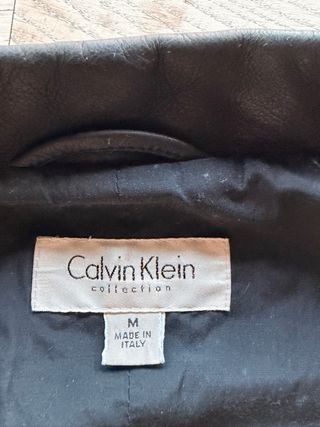 Calvin Klein
collection
M
MADE IN
ITALY